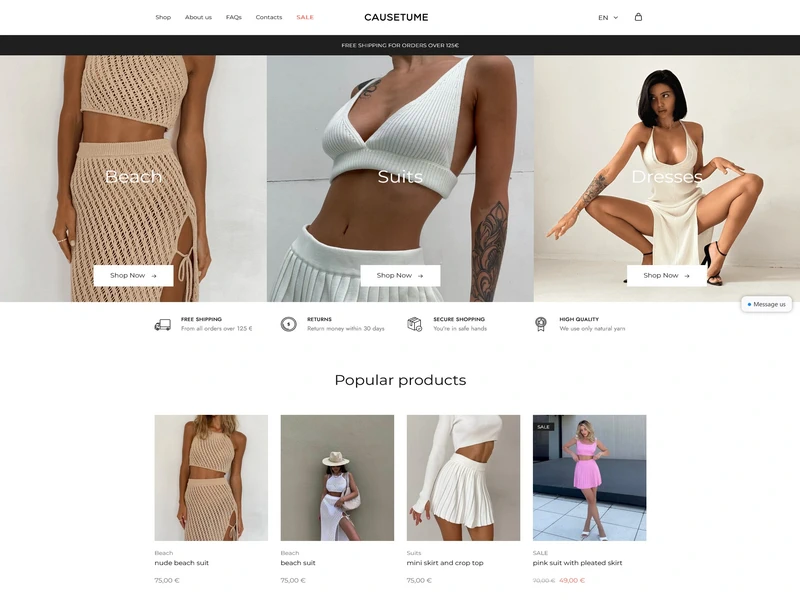 Shop About us FAQs Contacts SALE CAUSETUME EN
FREE SHIPPING FOR ORDERS OVER 125€
Beach Suits Dresses
Shop Now → Shop Now → Shop Now →
Message us
FREE SHIPPING RETURNS SECURE SHOPPING HIGH QUALITY
From all orders over 125 € Return money within 30 days You're in safe hands We use only natural yarn
Popular products
SALE
Beach Beach Suits SALE
nude beach suit beach suit mini skirt and crop top pink suit with pleated skirt
75,00 € 75,00 € 75,00 € 70,00 € 49,00 €